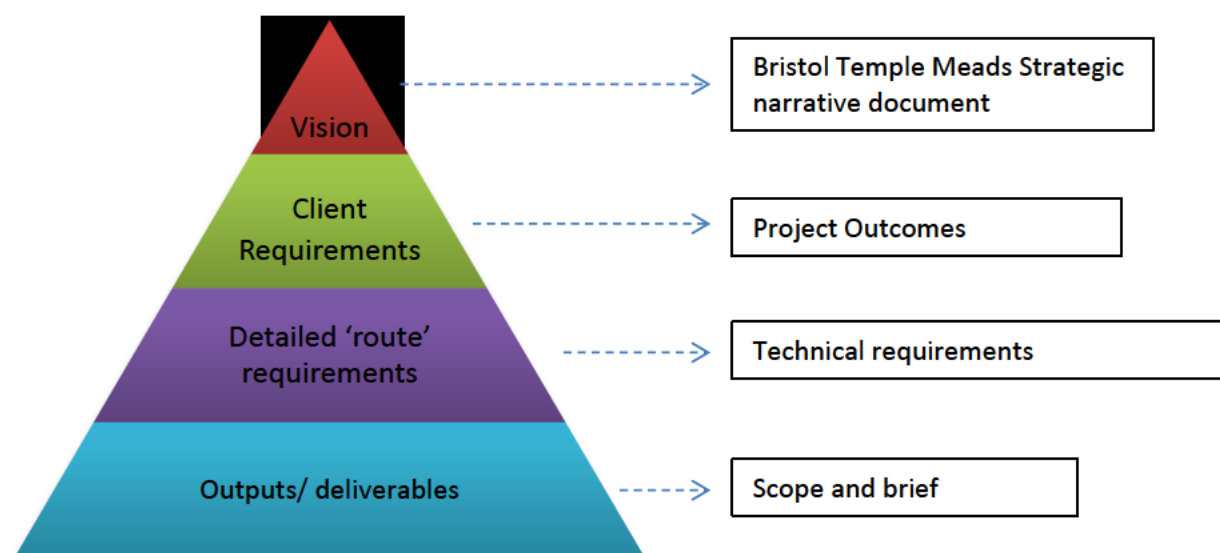 Vision
Bristol Temple Meads Strategic
narrative document
Client
Requirements
Project Outcomes
Detailed ‘route’
requirements
Technical requirements
Outputs/ deliverables
Scope and brief